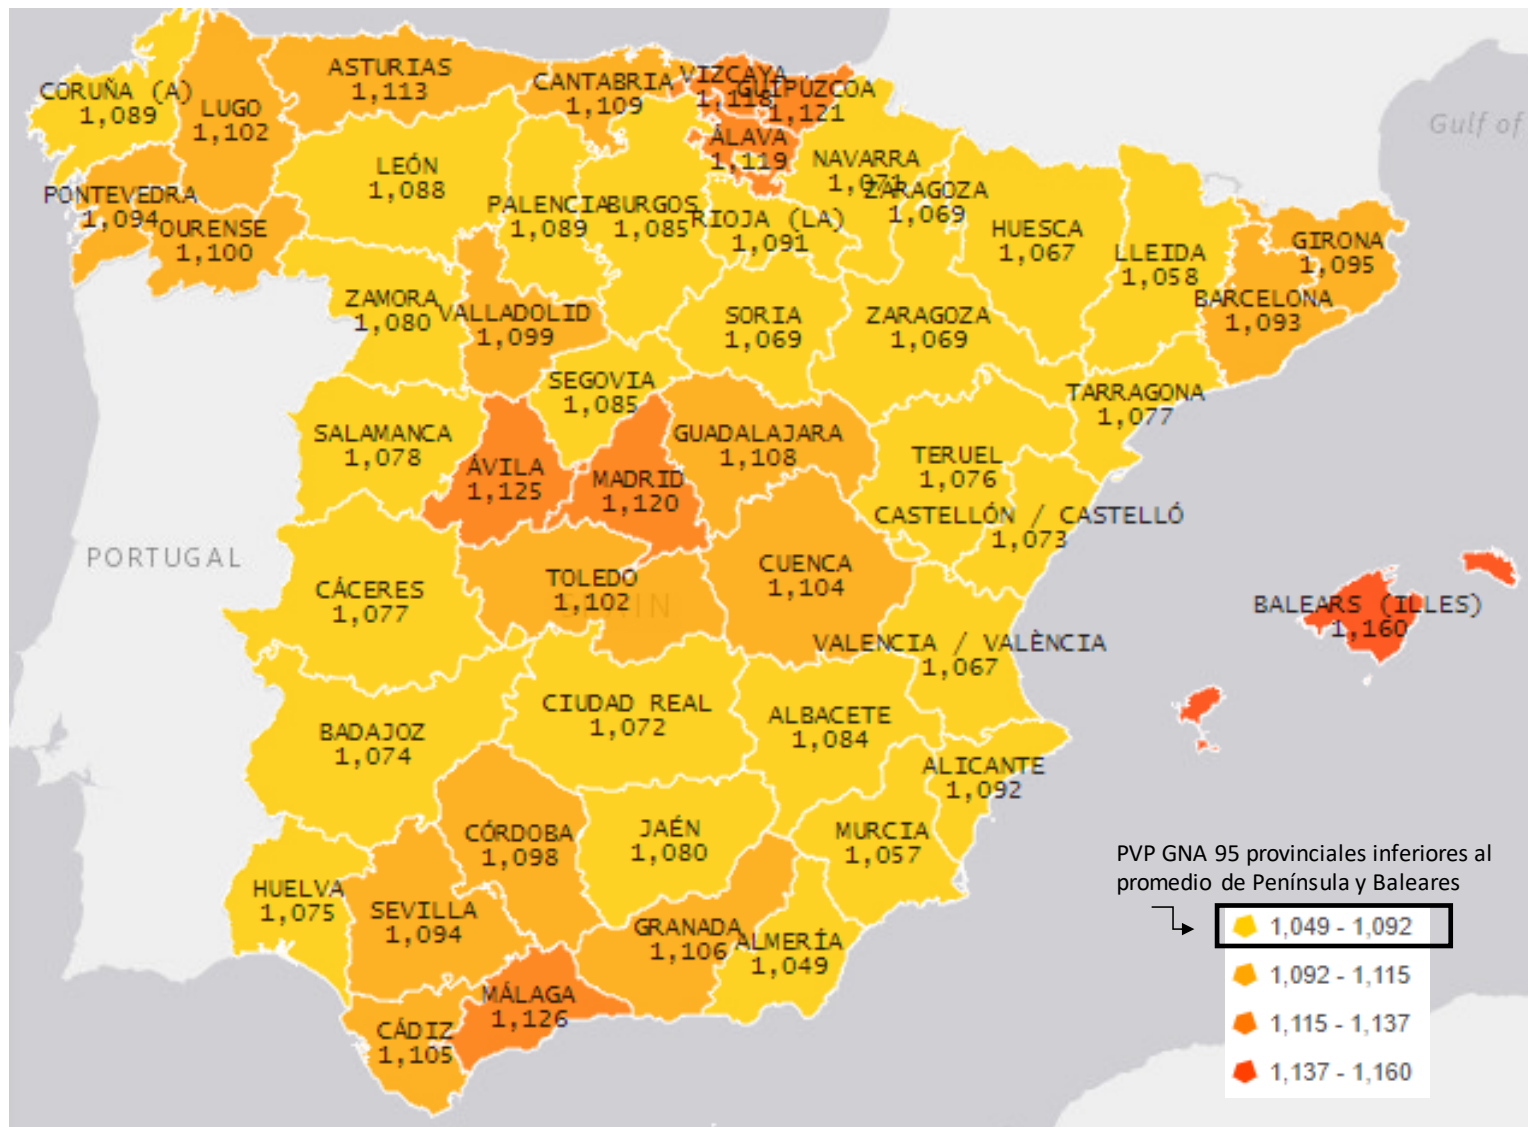 ASTURIAS
1,113
CANTABRIA
1,109
VIZCAYA
1,118
GUIPÚZCOA
1,121
CORUÑA (A)
1,089
LUGO
1,102
Gulf of
ÁLAVA
1,119
LEÓN
1,088
NAVARRA
1,071
ZARAGOZA
1,069
PONTEVEDRA
1,094
OURENSE
1,100
PALENCIA
1,089
BURGOS
1,085
RIOJA (LA)
1,091
HUESCA
1,067
LLEIDA
1,058
GIRONA
1,095
ZAMORA
1,080
VALLADOLID
1,099
SORIA
1,069
ZARAGOZA
1,069
BARCELONA
1,093
SEGOVIA
1,085
TARRAGONA
1,077
SALAMANCA
1,078
ÁVILA
1,125
MADRID
1,120
GUADALAJARA
1,108
TERUEL
1,076
CASTELLÓN / CASTELLÓ
1,073
PORTUGAL
CÁCERES
1,077
TOLEDO
1,102
SPAIN
CUENCA
1,104
BALEARS (ILLES)
1,160
VALENCIA / VALÈNCIA
1,067
BADAJOZ
1,074
CIUDAD REAL
1,072
ALBACETE
1,084
ALICANTE
1,092
CÓRDOBA
1,098
JAÉN
1,080
MURCIA
1,057
HUELVA
1,075
SEVILLA
1,094
GRANADA
1,106
ALMERÍA
1,049
MÁLAGA
1,126
CÁDIZ
1,105
PVP GNA 95 provinciales inferiores al
promedio de Península y Baleares
1,049 - 1,092
1,092 - 1,115
1,115 - 1,137
1,137 - 1,160